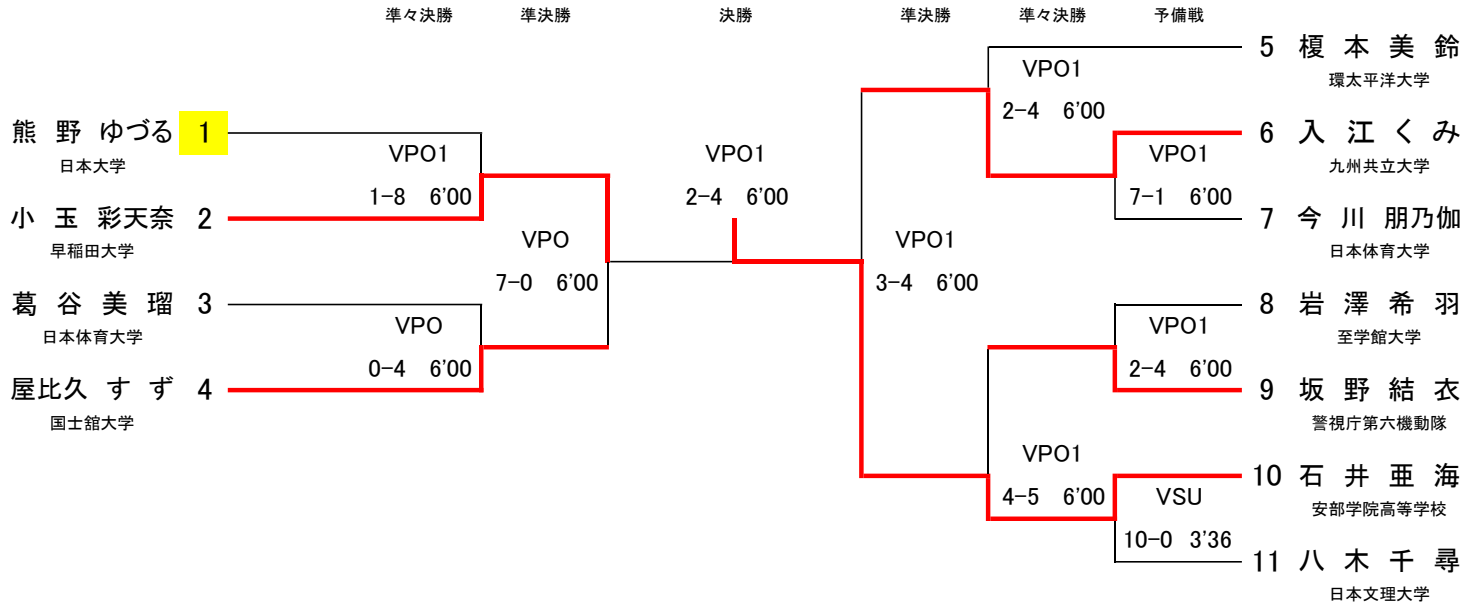 準々決勝 準決勝 決勝 準決勝 準々決勝 予備戦
熊野 ゆづる 1
日本大学
小玉 彩天奈 2
早稲田大学
葛谷美瑠 3
日本体育大学
屋比久 すず 4
国士舘大学
VPO1
1-8 6'00
VPO
0-4 6'00
VPO
7-0 6'00
VPO1
2-4 6'00
VPO1
3-4 6'00
VPO1
2-4 6'00
VPO1
4-5 6'00
VPO1
7-1 6'00
VPO1
2-4 6'00
VSU
10-0 3'36
5 榎本美鈴
環太平洋大学
6 入江くみ
九州共立大学
7 今川 朋乃伽
日本体育大学
8 岩澤希羽
至学館大学
9 坂野結衣
警視庁第六機動隊
10 石井亜海
安部学院高等学校
11 八木千尋
日本文理大学